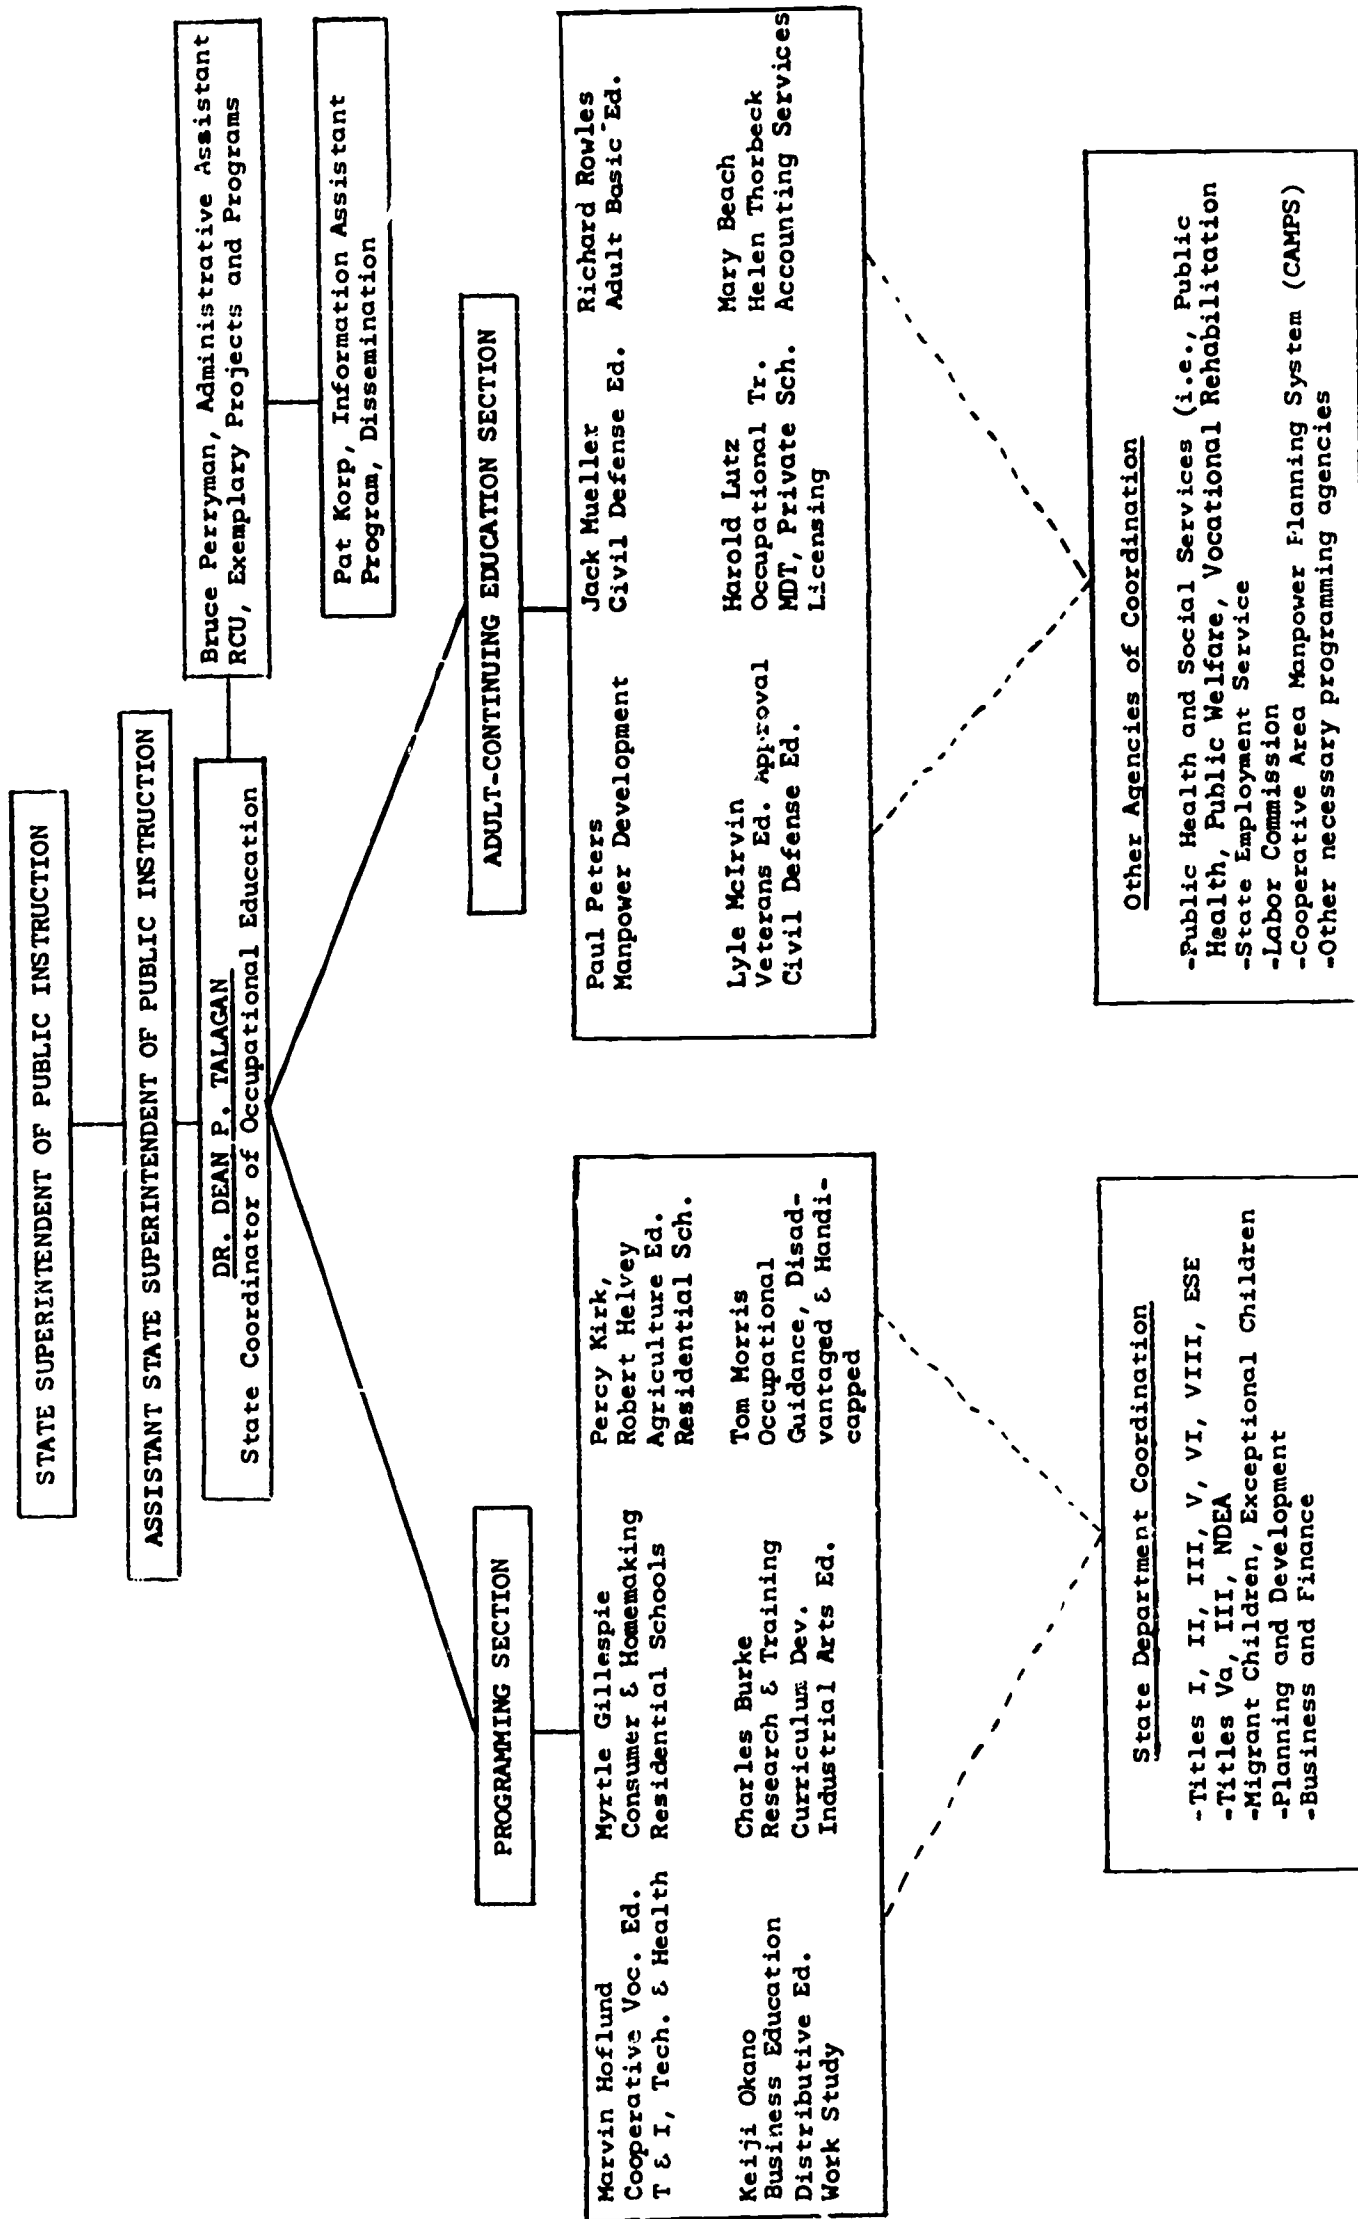 STATE SUPERINTENDENT OF PUBLIC INSTRUCTION
ASSISTANT STATE SUPERINTENDENT OF PUBLIC INSTRUCTION
DR. DEAN P. TALAGAN
State Coordinator of Occupational Education
Bruce Perryman, Administrative Assistant
RCU, Exemplary Projects and Programs
Pat Korp, Information Assistant
Program, Dissemination
PROGRAMMING SECTION
Marvin Hoflund
Cooperative Voc. Ed.
T & I, Tech. & Health
Myrtle Gillespie
Consumer & Homemaking
Residential Schools
Percy Kirk,
Robert Helvey
Agriculture Ed.
Residential Sch.
Keiji Okano
Business Education
Distributive Ed.
Work Study
Charles Burke
Research & Training
Curriculum Dev.
Industrial Arts Ed.
Tom Morris
Occupational
Guidance, Disad-
vantaged & Handi-
capped
ADULT-CONTINUING EDUCATION SECTION
Paul Peters
Manpower Development
Jack Mueller
Civil Defense Ed.
Richard Rowles
Adult Basic Ed.
Lyle McIrvin
Veterans Ed. Approval
Civil Defense Ed.
Harold Lutz
Occupational Tr.
MDT, Private Sch.
Licensing
Mary Beach
Helen Thorbeck
Accounting Services
State Department Coordination
-Titles I, II, III, V, VI, VIII, ESE
-Titles Va, III, NDEA
-Migrant Children, Exceptional Children
-Planning and Development
-Business and Finance
Other Agencies of Coordination
-Public Health and Social Services (i.e., Public
Health, Public Welfare, Vocational Rehabilitation
-State Employment Service
-Labor Commission
-Cooperative Area Manpower Planning System (CAMPS)
-Other necessary programming agencies